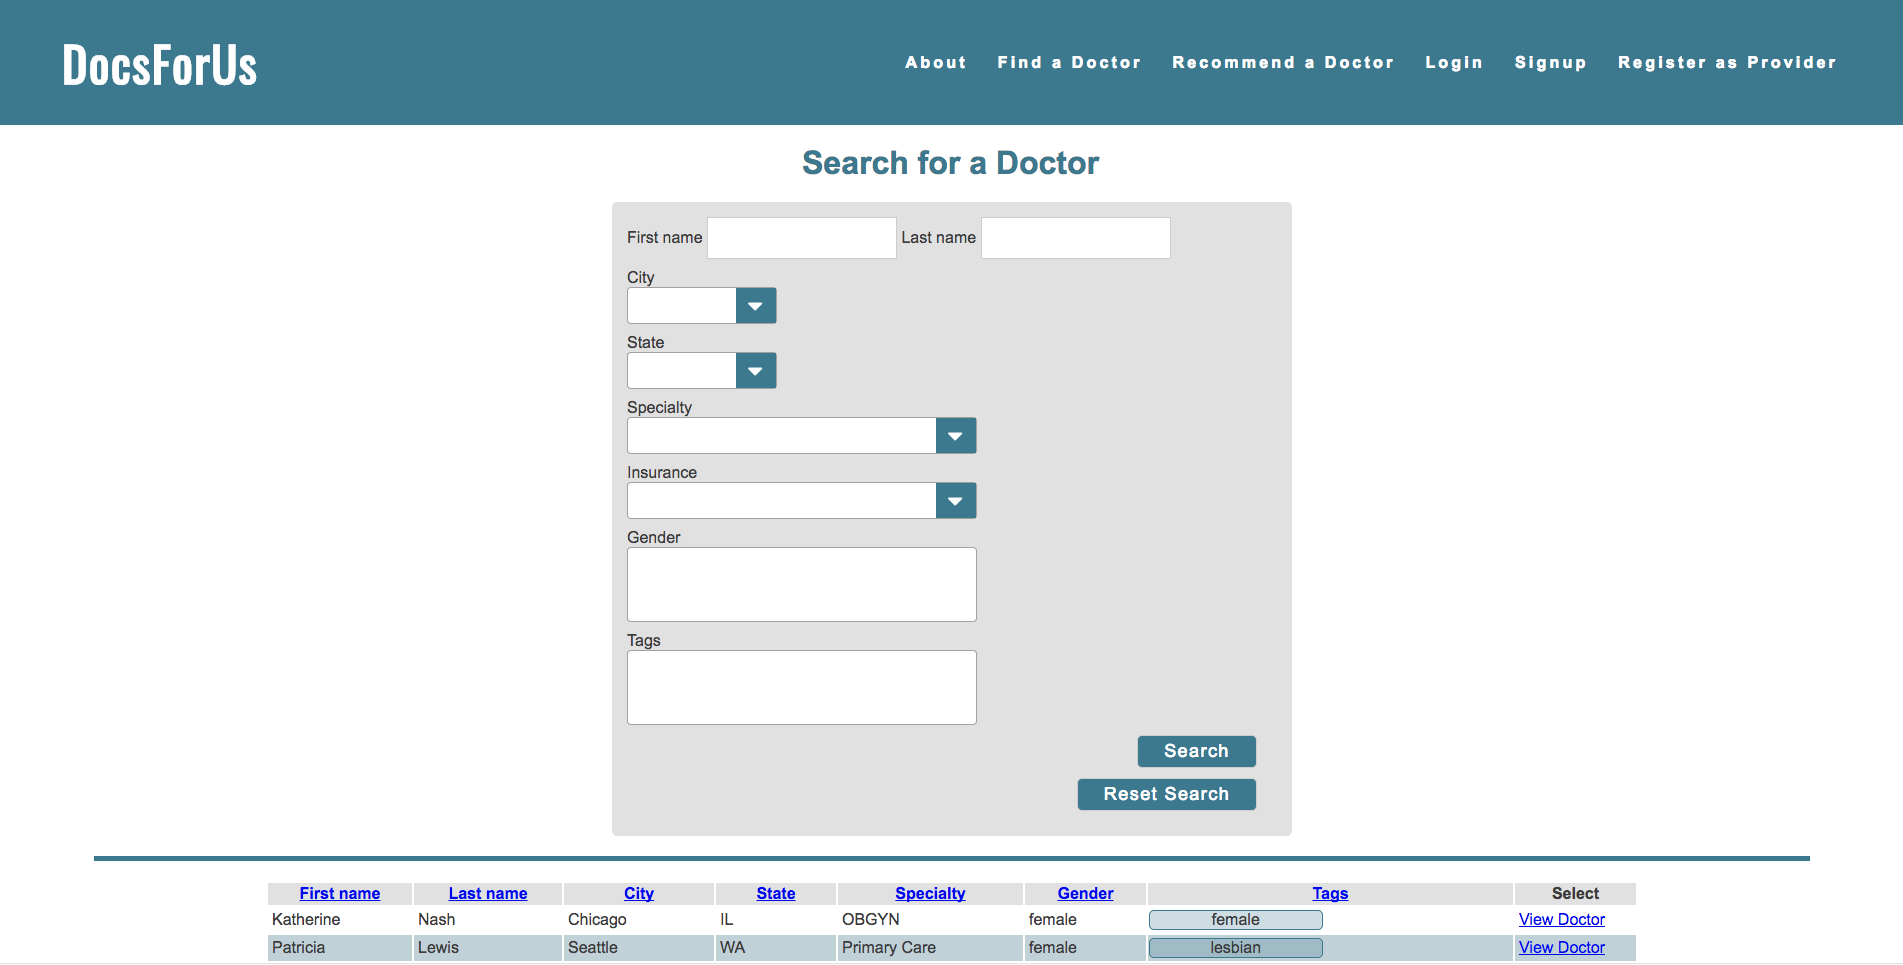 DocsForUs
About Find a Doctor Recommend a Doctor Login Signup Register as Provider
Search for a Doctor
First name Last name
City
State
Specialty
Insurance
Gender
Tags
Search
Reset Search
First name Last name City State Specialty Gender Tags Select
Katherine Nash Chicago IL OBGYN female female View Doctor
Patricia Lewis Seattle WA Primary Care female lesbian View Doctor